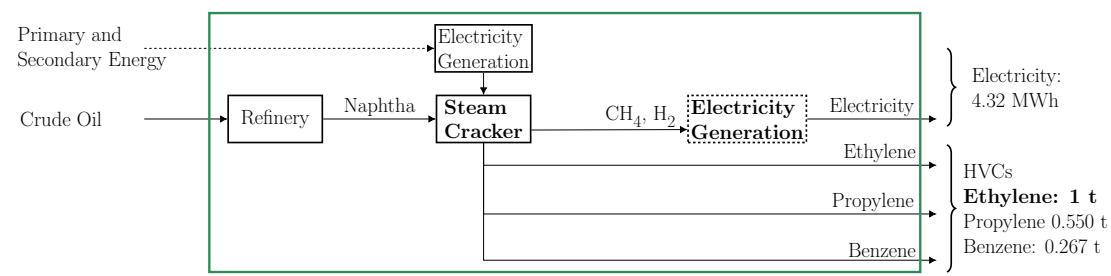 Primary and
Secondary Energy
Electricity
Generation
Crude Oil
Refinery
Naphtha
Steam
Cracker
CH4, H2
Electricity
Generation
Electricity
Ethylene
Propylene
Benzene
Electricity:
4.32 MWh
HVCs
Ethylene: 1 t
Propylene 0.550 t
Benzene: 0.267 t